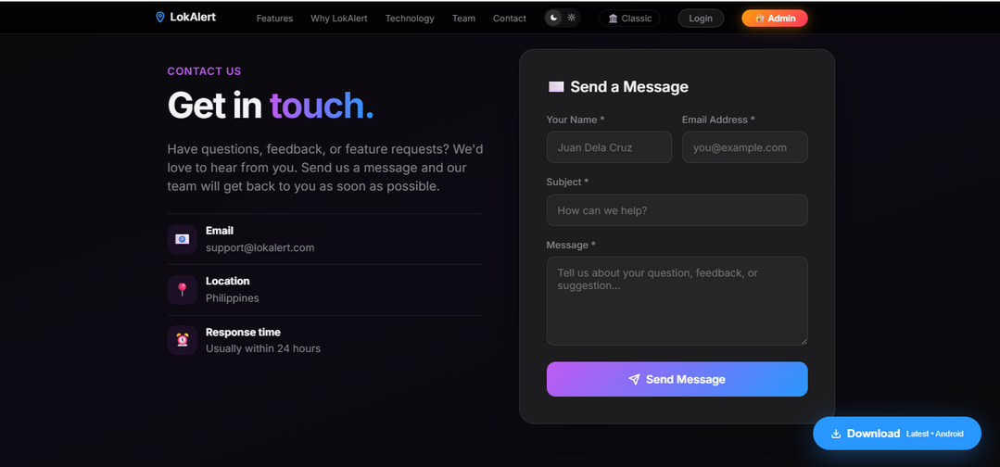 LokAlert
Features
Why LokAlert
Technology
Team
Contact
Classic
Login
Admin
CONTACT US
Get in touch.
Have questions, feedback, or feature requests? We'd
love to hear from you. Send us a message and our
team will get back to you as soon as possible.
Email
support@lokalert.com
Location
Philippines
Response time
Usually within 24 hours
Send a Message
Your Name *
Email Address *
Juan Dela Cruz
you@example.com
Subject *
How can we help?
Message *
Tell us about your question, feedback, or
suggestion...
Send Message
Download Latest • Android